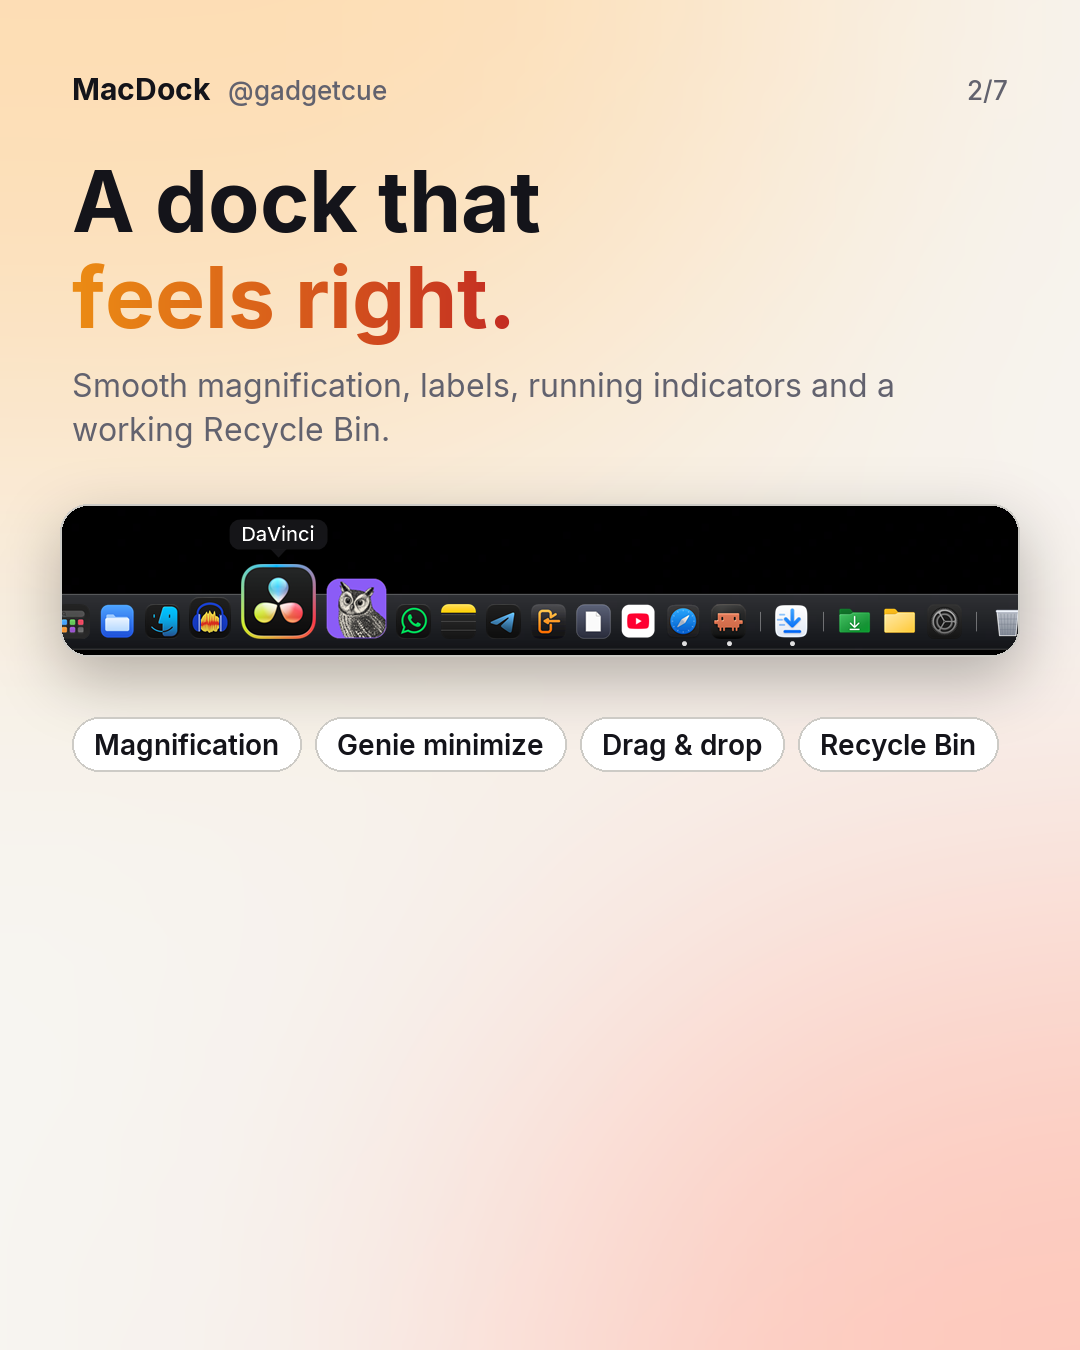 MacDock @gadgetcue 2/7
A dock that
feels right.
Smooth magnification, labels, running indicators and a
working Recycle Bin.
DaVinci
Magnification Genie minimize Drag & drop Recycle Bin